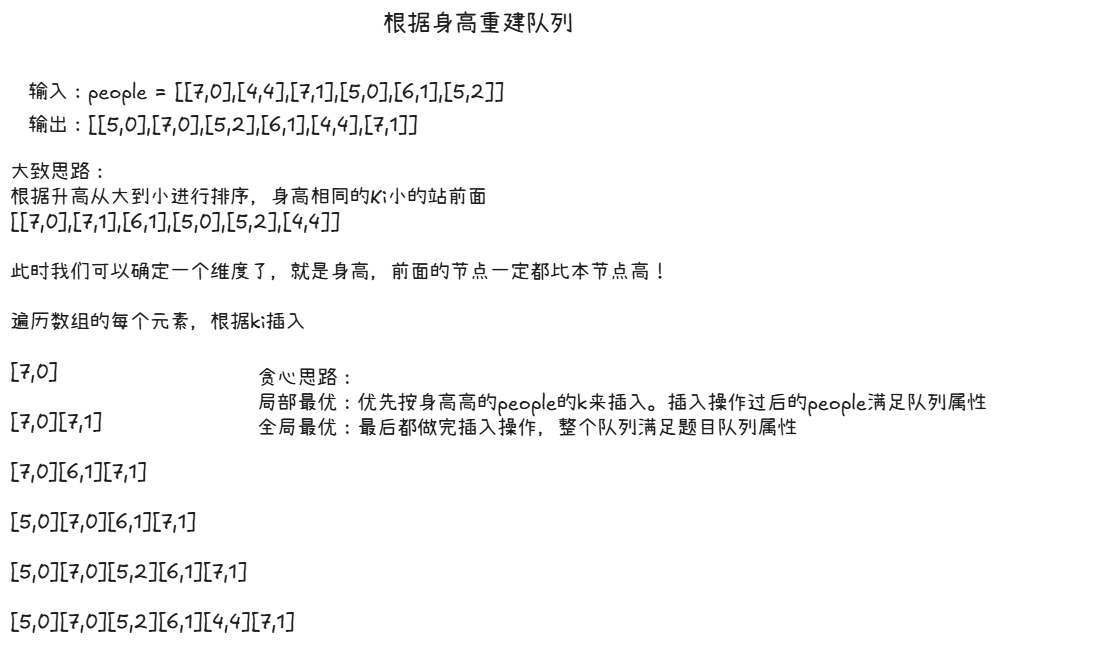 根据身高重建队列
输入：people = [[7,0],[4,4],[7,1],[5,0],[6,1],[5,2]]
输出：[[5,0],[7,0],[5,2],[6,1],[4,4],[7,1]]
大致思路：
根据升高从大到小进行排序，身高相同的Ki小的站前面
[[7,0],[7,1],[6,1],[5,0],[5,2],[4,4]]
此时我们可以确定一个维度了，就是身高，前面的节点一定都比本节点高！
遍历数组的每个元素，根据ki插入
[7,0]
[7,0][7,1]
[7,0][6,1][7,1]
[5,0][7,0][6,1][7,1]
[5,0][7,0][5,2][6,1][7,1]
[5,0][7,0][5,2][6,1][4,4][7,1]
贪心思路：
局部最优：优先按身高高的people的k来插入。插入操作过后的people满足队列属性
全局最优：最后都做完插入操作，整个队列满足题目队列属性